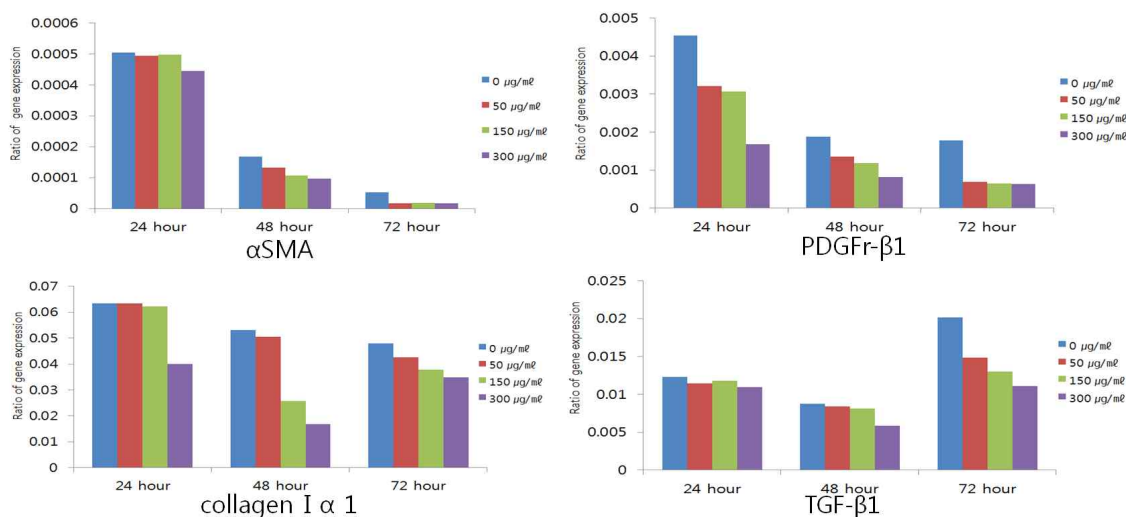 0.0006
0.0005
0.0004
0.0003
0.0002
0.0001
0
Ratio of gene expression
24 hour
48 hour
72 hour
0 μg/㎖
50 μg/㎖
150 μg/㎖
300 μg/㎖
αSMA
0.005
0.004
0.003
0.002
0.001
0
Ratio of gene expression
24 hour
48 hour
72 hour
0 μg/㎖
50 μg/㎖
150 μg/㎖
300 μg/㎖
PDGFr-β1
0.07
0.06
0.05
0.04
0.03
0.02
0.01
0
Ratio of gene expression
24 hour
48 hour
72 hour
0 μg/㎖
50 μg/㎖
150 μg/㎖
300 μg/㎖
collagen I α 1
0.025
0.02
0.015
0.01
0.005
0
Ratio of gene expression
24 hour
48 hour
72 hour
0 μg/㎖
50 μg/㎖
150 μg/㎖
300 μg/㎖
TGF-β1